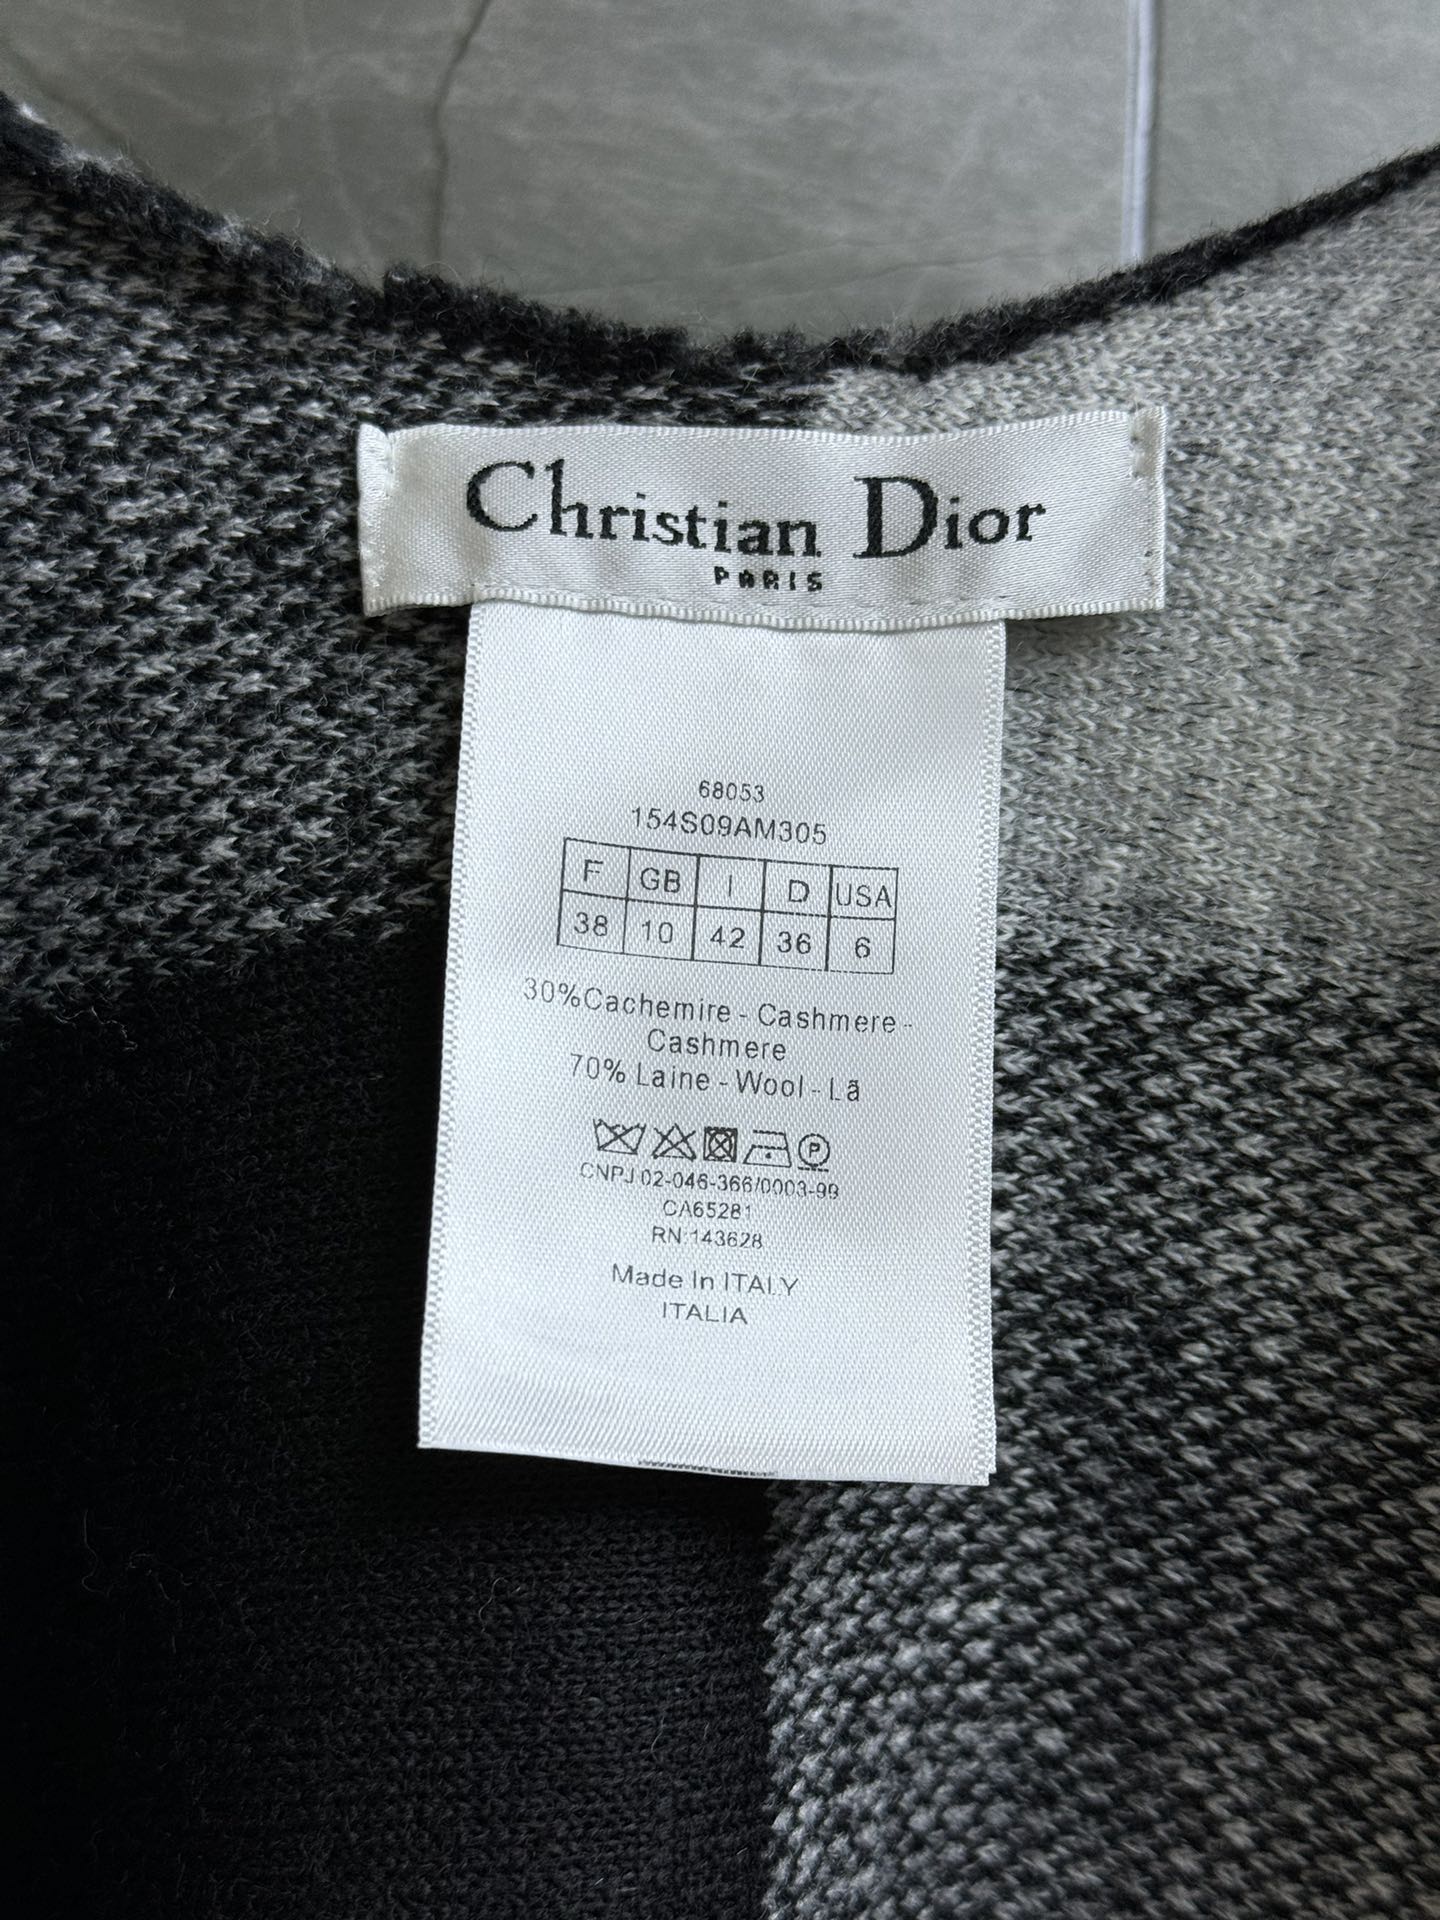 Christian Dior
PARIS
68053
154S09AM305
F GB I D USA
38 10 42 36 6
30%Cachemire - Cashmere -
Cashmere
70% Laine - Wool - Lã
P
CNPJ 02-046-366/0003-99
CA65281
RN:143628
Made In ITALY
ITALIA